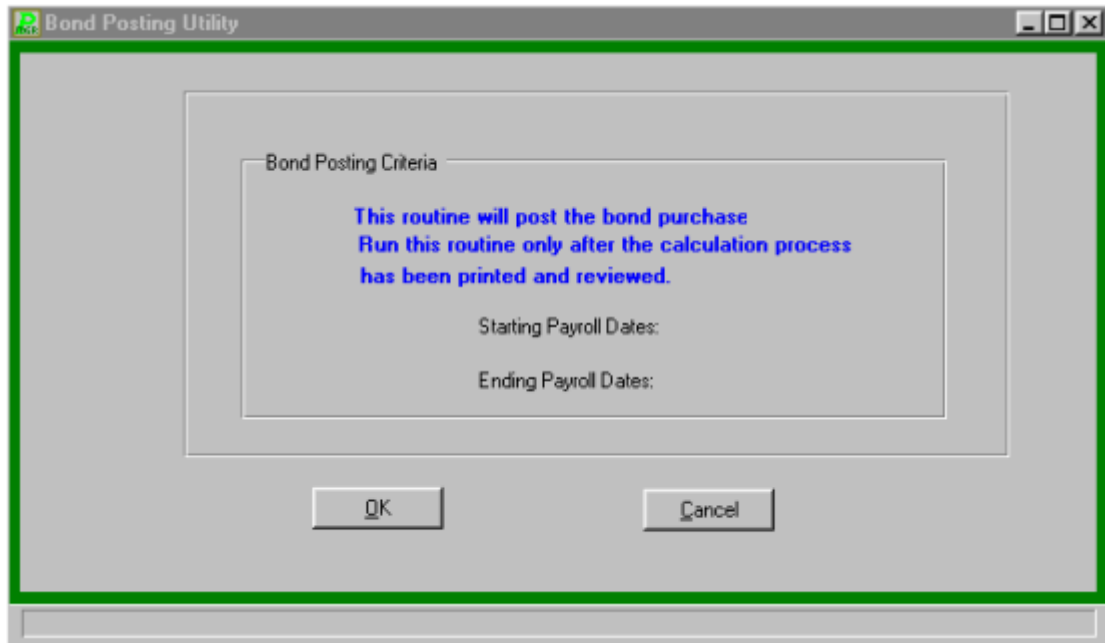 Bond Posting Utility
Bond Posting Criteria
This routine will post the bond purchase
Run this routine only after the calculation process
has been printed and reviewed.
Starting Payroll Dates:
Ending Payroll Dates:
OK
Cancel